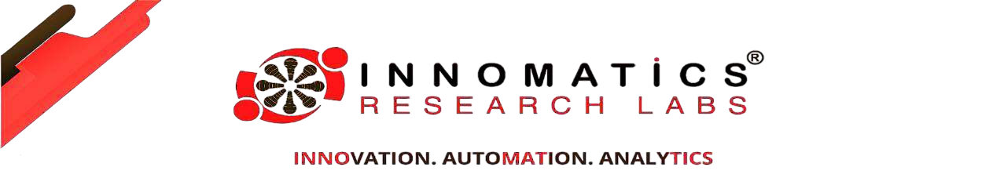 INNOMATiCS®
RESEARCH LABS
INNOVATION. AUTOMATION. ANALYTICS